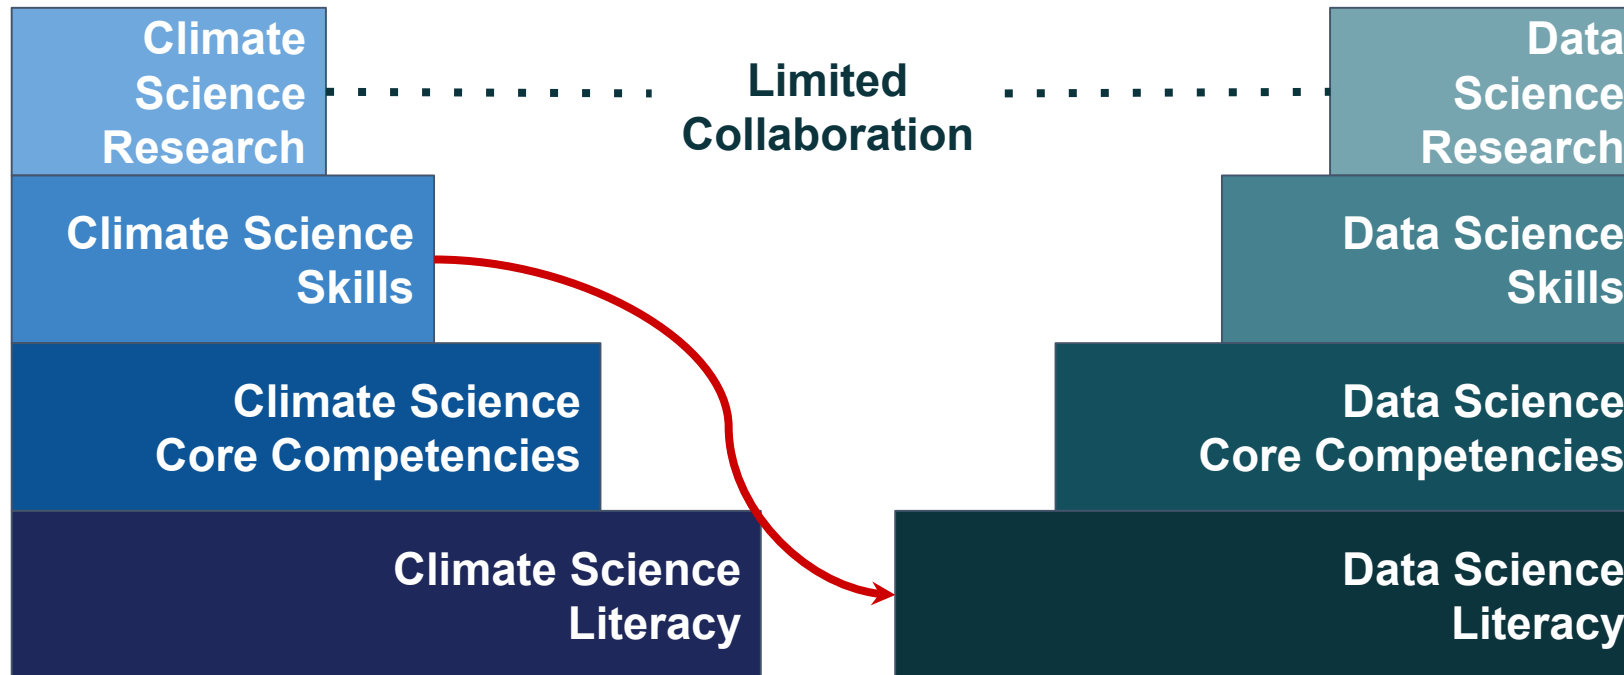 Climate
Science
Research
Limited
Collaboration
Data
Science
Research
Climate Science
Skills
Data Science
Skills
Climate Science
Core Competencies
Data Science
Core Competencies
Climate Science
Literacy
Data Science
Literacy